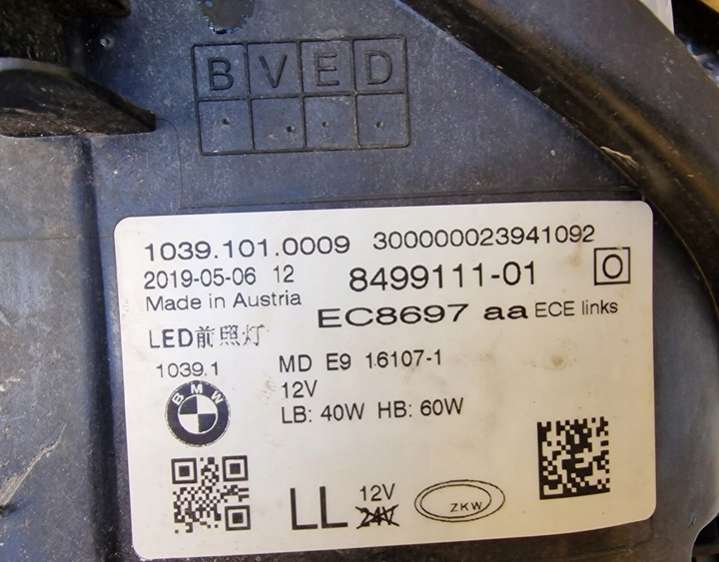 B V E D
1039.101.0009 300000023941092
2019-05-06 12 8499111-01 O
Made in Austria EC8697 aa ECE links
LED前照灯
1039.1 MD E9 16107-1
12V
BMW LB: 40W HB: 60W
LL 12V ZKW
24V